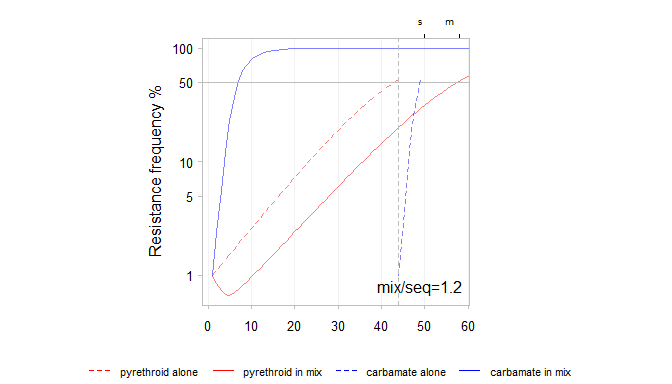 s m
100
50
10
5
1
Resistance frequency %
mix/seq=1.2
0 10 20 30 40 50 60
pyrethroid alone pyrethroid in mix carbamate alone carbamate in mix